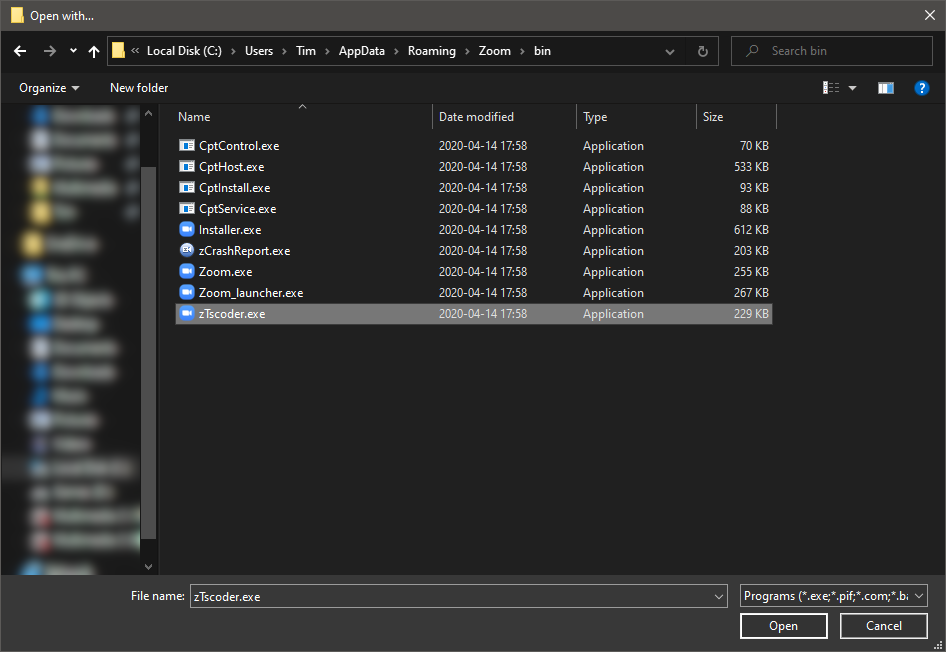 Open with...
« Local Disk (C:) › Users › Tim › AppData › Roaming › Zoom › bin
Search bin
Organize New folder
Name Date modified Type Size
CptControl.exe 2020-04-14 17:58 Application 70 KB
CptHost.exe 2020-04-14 17:58 Application 533 KB
CptInstall.exe 2020-04-14 17:58 Application 93 KB
CptService.exe 2020-04-14 17:58 Application 88 KB
Installer.exe 2020-04-14 17:58 Application 612 KB
zCrashReport.exe 2020-04-14 17:58 Application 203 KB
Zoom.exe 2020-04-14 17:58 Application 255 KB
Zoom_launcher.exe 2020-04-14 17:58 Application 267 KB
zTscoder.exe 2020-04-14 17:58 Application 229 KB
File name: zTscoder.exe Programs (*.exe;*.pif;*.com;*.ba
Open Cancel